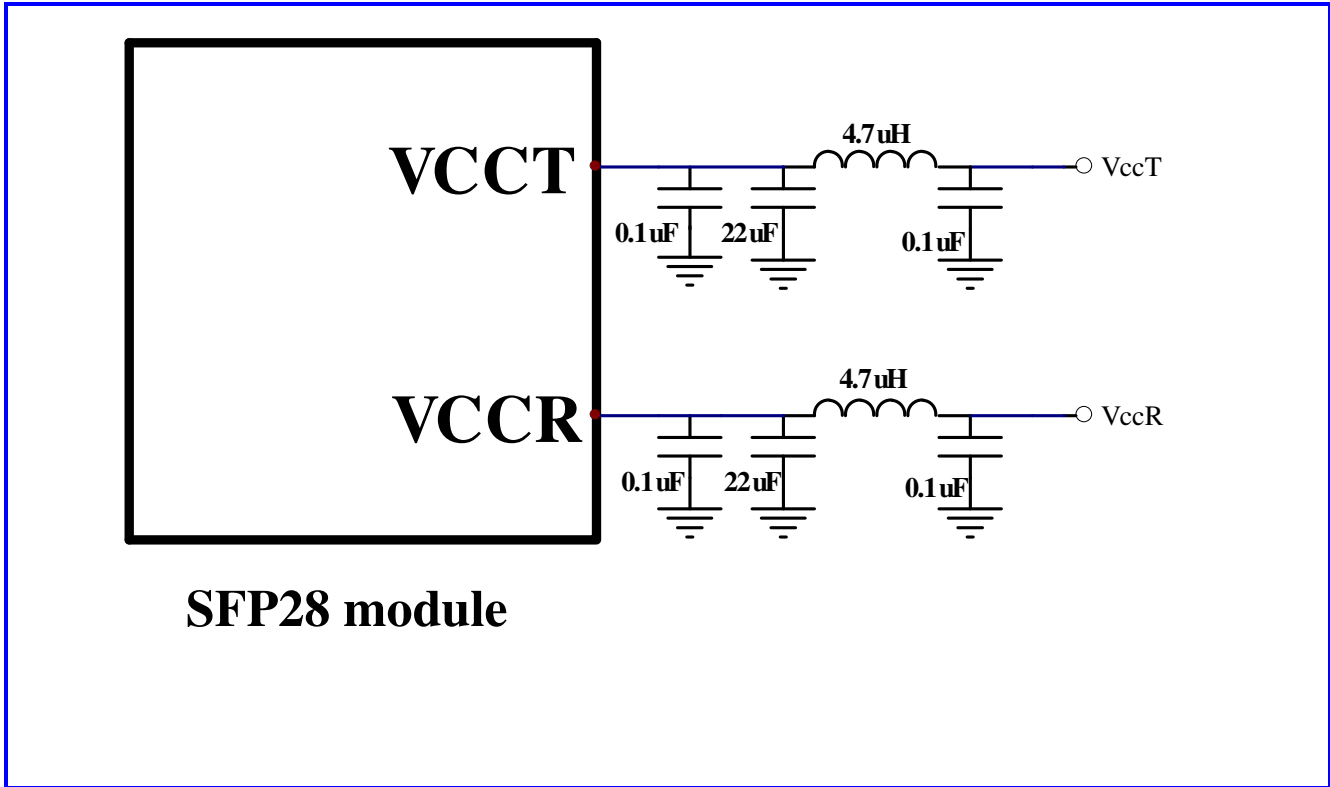 4.7uH
VCCT
VccT
0.1uF
22uF
0.1uF
4.7uH
VCCR
VccR
0.1uF
22uF
0.1uF
SFP28 module